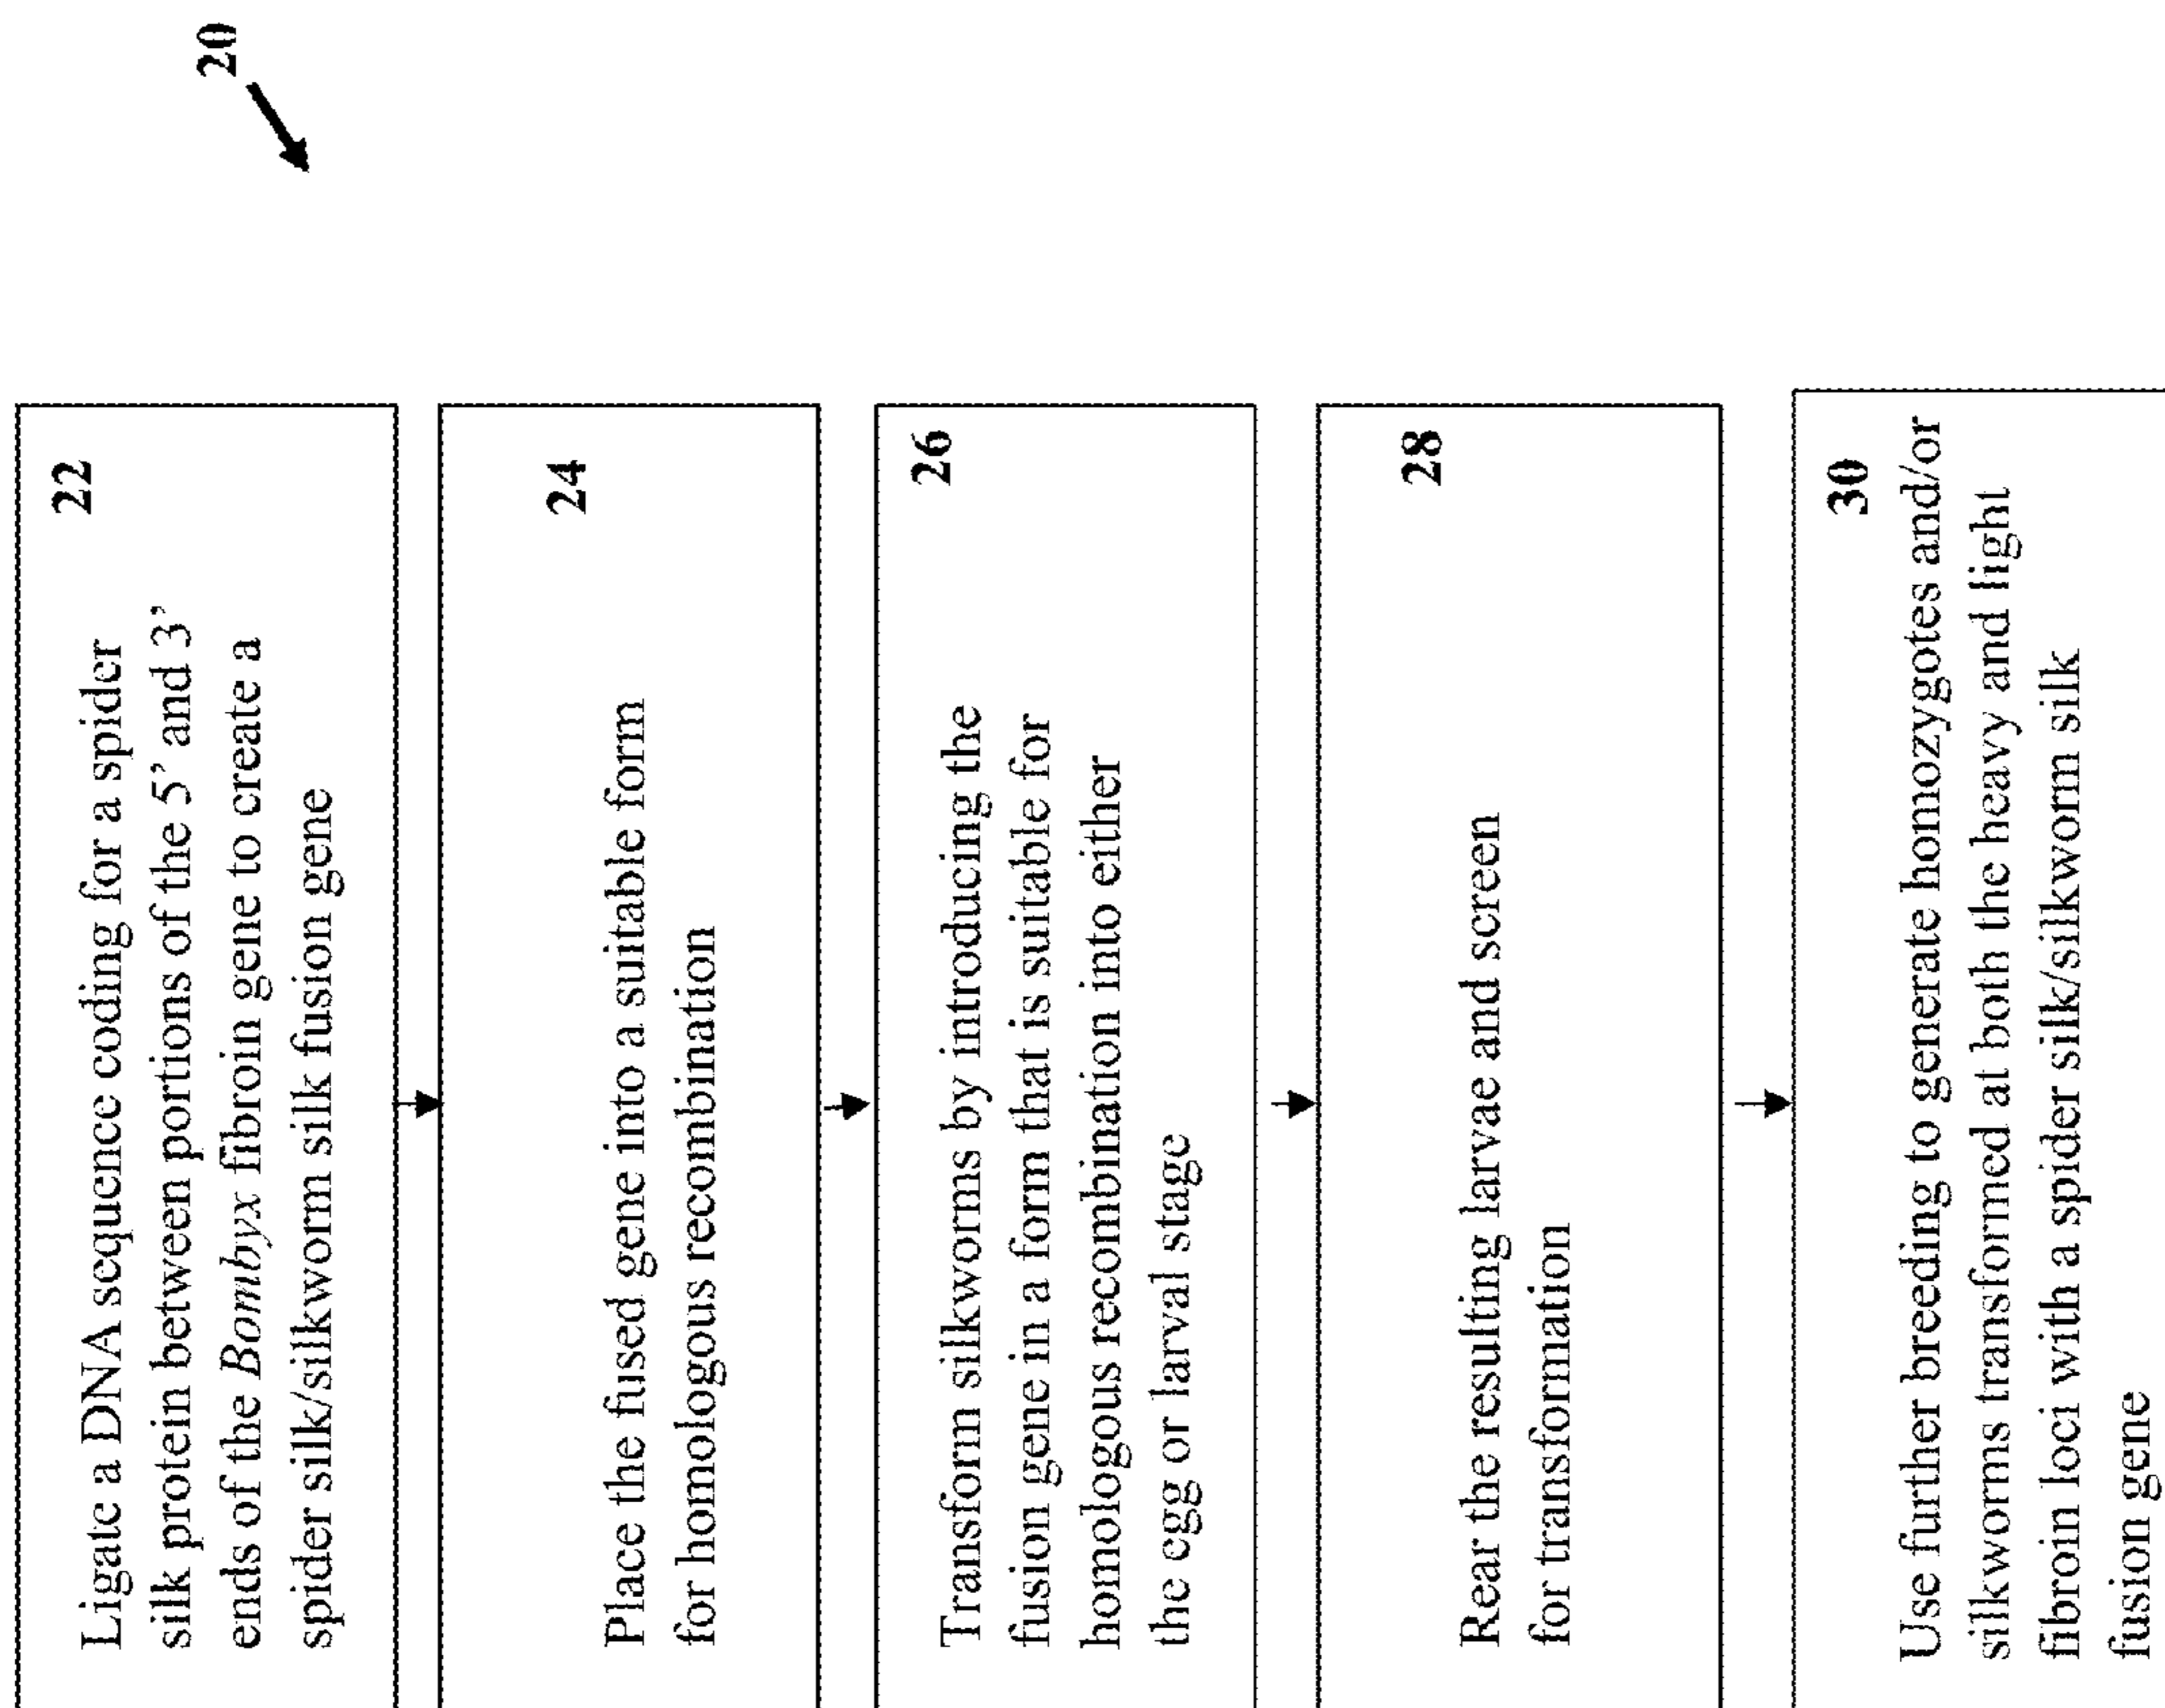 20
22
Ligate a DNA sequence coding for a spider
silk protein between portions of the 5’ and 3’
ends of the Bombyx fibroin gene to create a
spider silk/silkworm silk fusion gene
24
Place the fused gene into a suitable form
for homologous recombination
26
Transform silkworms by introducing the
fusion gene in a form that is suitable for
homologous recombination into either
the egg or larval stage
28
Rear the resulting larvae and screen
for transformation
30
Use further breeding to generate homozygotes and/or
silkworms transformed at both the heavy and light
fibroin loci with a spider silk/silkworm silk
fusion gene